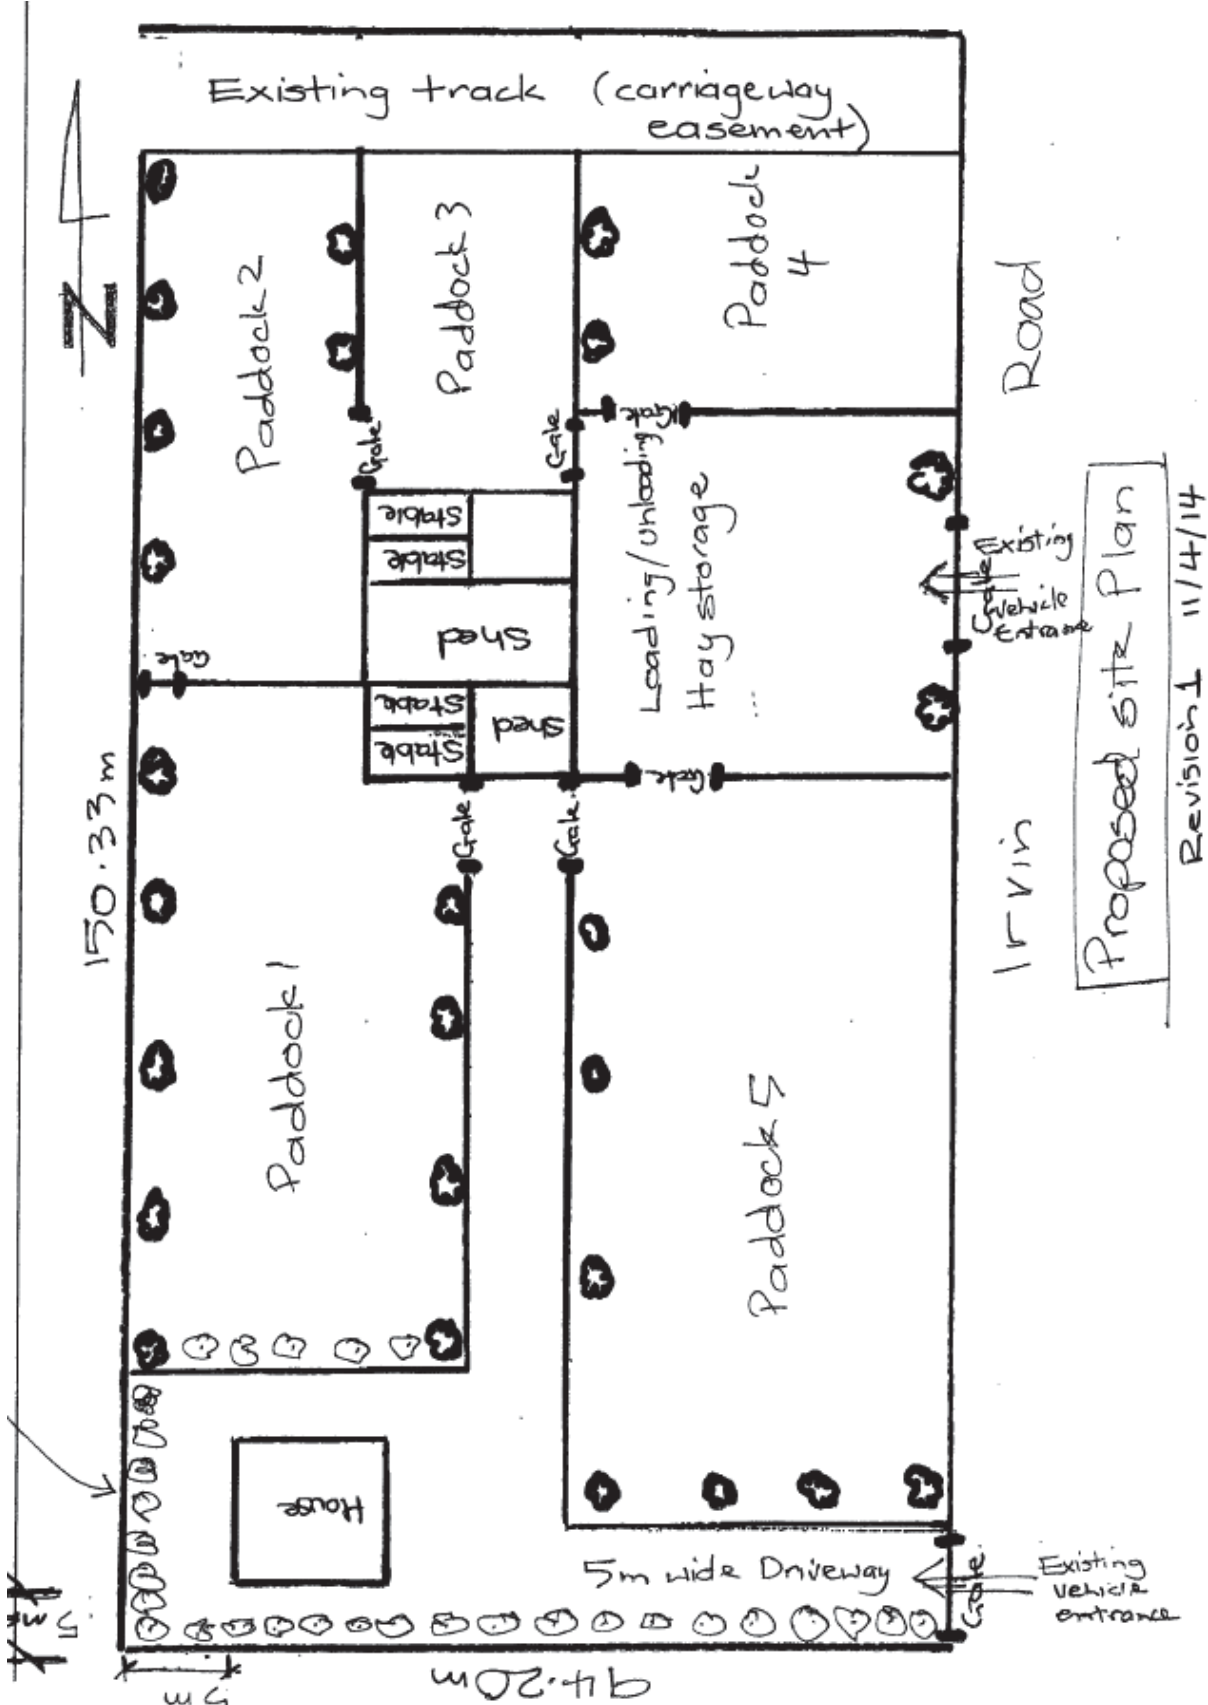 Existing track (carriageway
easement)
N
Paddock 2
Paddock 3
Paddock
4
Gate
Gate
Gate
Stable
Stable
Shed
Loading/unloading
Hay storage
Gate
Stable
Stable
Shed
Gate
Gate
Gate
Existing
vehicle
Entrance
Gate
Road
Irvin
Proposed site Plan
Revision 1 11/4/14
150.33m
Paddock 1
Paddock 5
House
5m wide Driveway
Gate
Existing
vehicle
entrance
5m
5m
94.20m